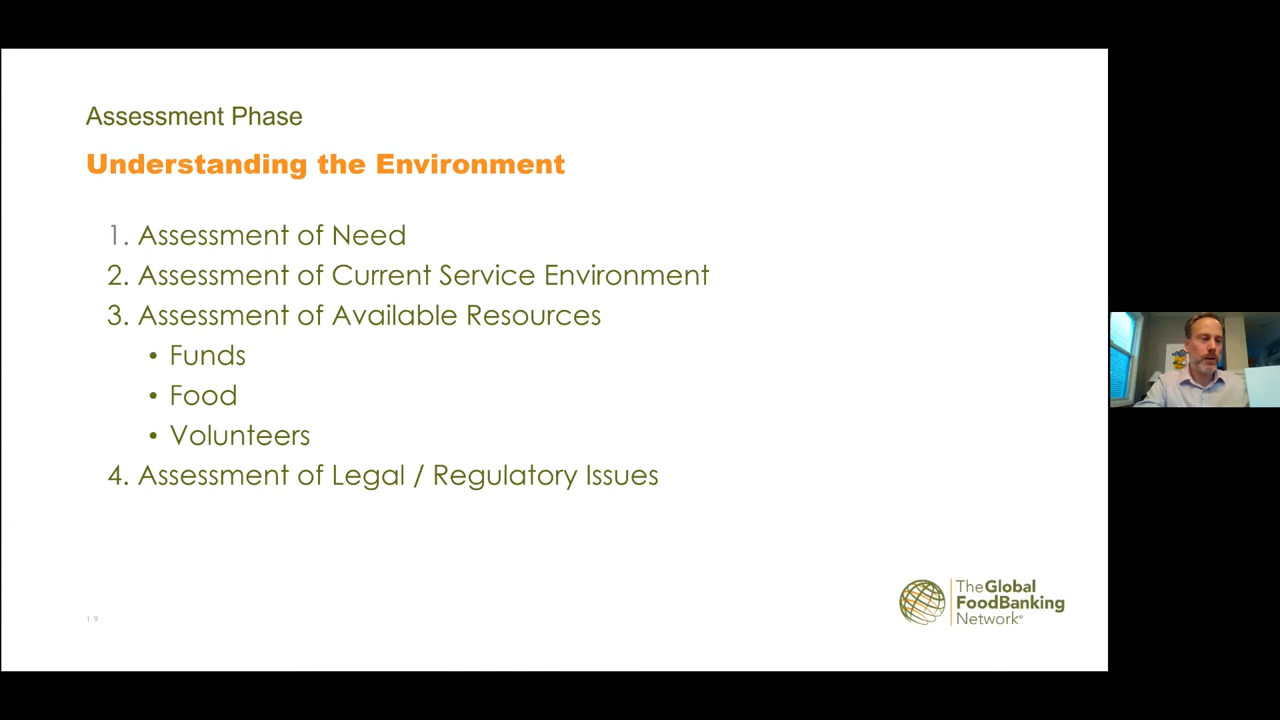 Assessment Phase
Understanding the Environment
1. Assessment of Need
2. Assessment of Current Service Environment
3. Assessment of Available Resources
• Funds
• Food
• Volunteers
4. Assessment of Legal / Regulatory Issues
19
The Global
FoodBanking
Network®